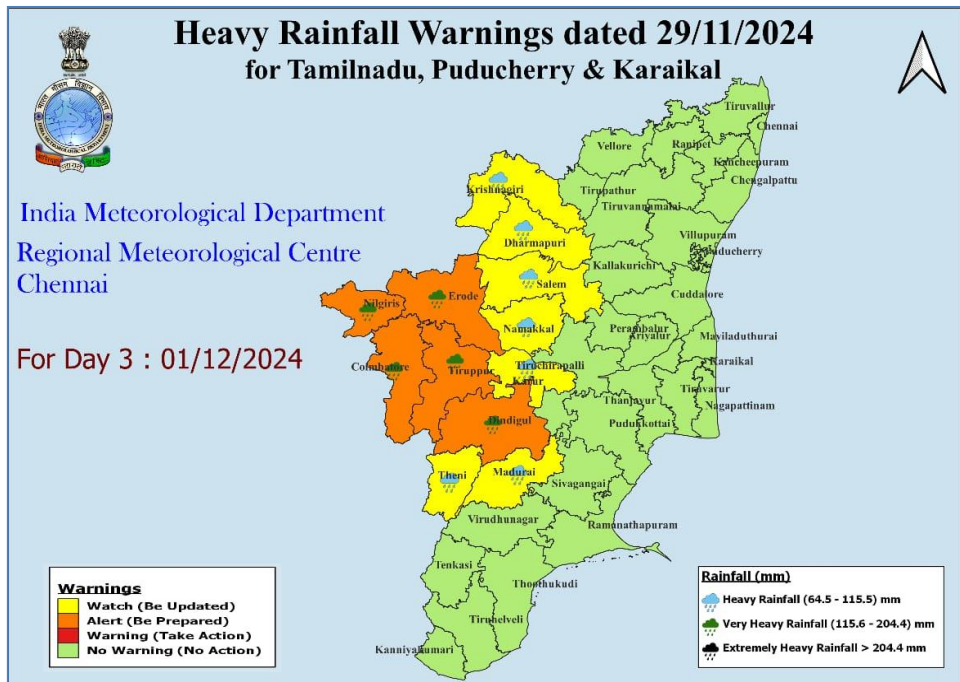 Heavy Rainfall Warnings dated 29/11/2024
for Tamilnadu, Puducherry & Karaikal
India Meteorological Department
Regional Meteorological Centre
Chennai
For Day 3 : 01/12/2024
Tiruvallur
Chennai
Ranipet
Vellore
Kancheepuram
Chengalpattu
Krishnagiri
Tirupathur
Tiruvannamalai
Villupuram
Puducherry
Dharmapuri
Kallakurichi
Salem
Cuddalore
Erode
Nilgiris
Namakkal
Perambalur
Ariyalur
Mayiladuthurai
Karaikal
Coimbatore
Tiruppur
Tiruchirapalli
Karur
Tiruvarur
Nagapattinam
Thanjavur
Dindigul
Pudukkottai
Theni
Madurai
Sivagangai
Virudhunagar
Ramanathapuram
Tenkasi
Thoothukudi
Tirunelveli
Kanniyakumari
Warnings
Watch (Be Updated)
Alert (Be Prepared)
Warning (Take Action)
No Warning (No Action)
Rainfall (mm)
Heavy Rainfall (64.5 - 115.5) mm
Very Heavy Rainfall (115.6 - 204.4) mm
Extremely Heavy Rainfall > 204.4 mm